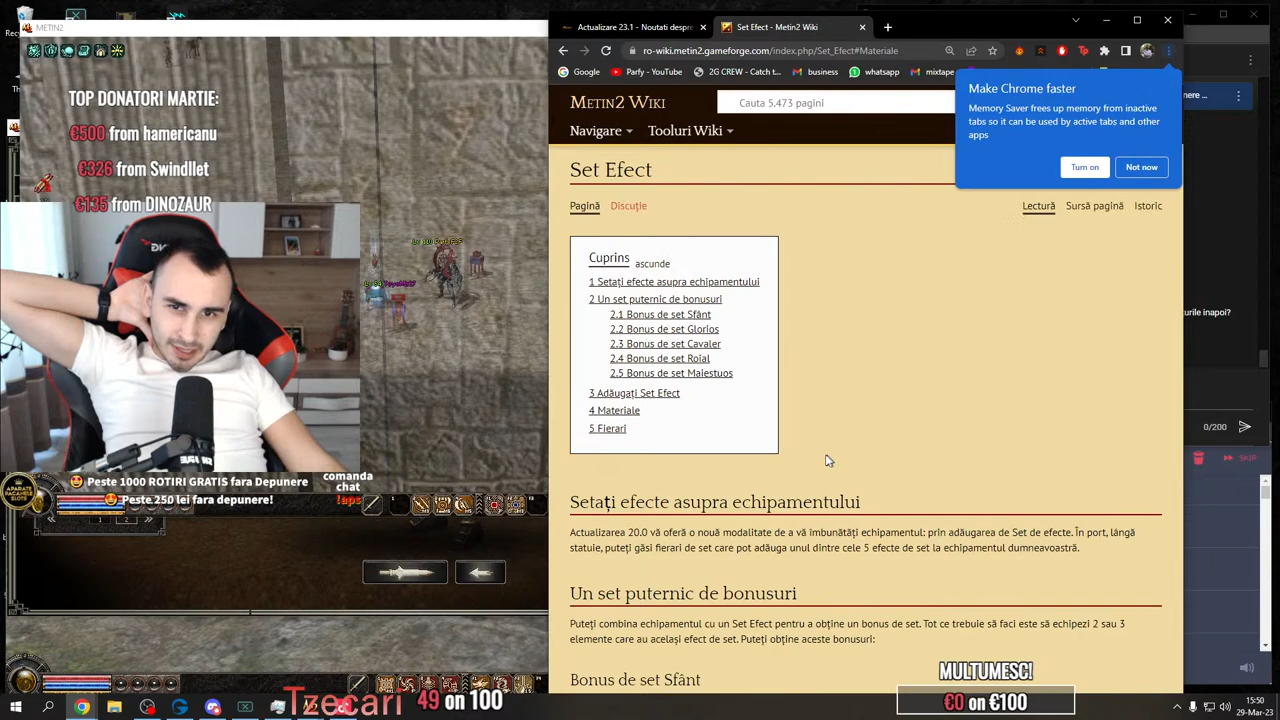 METIN2
TOP DONATORI MARTIE:
€500 from hamericanu
€326 from Swindllet
€135 from DINOZAUR
APARATE
PACANELE
SLOTE
Peste 1000 ROTIRI GRATIS fara Depunere
Peste 250 lei fara depunere!
comanda
chat
!aps
1 2
Tzecari 49 on 100
Actualizare 23.1 - Noutati despre
Set Efect - Metin2 Wiki
ro-wiki.metin2.gameforge.com/index.php/Set_Efect#Materiale
Google
Parfy - YouTube
2G CREW - Catch t...
business
whatsapp
mixtape
Make Chrome faster
Memory Saver frees up memory from inactive
tabs so it can be used by active tabs and other
apps
Turn on
Not now
METIN2 WIKI
Cauta 5.473 pagini
Navigare
Tooluri Wiki
Set Efect
Pagină
Discuție
Lectură
Sursă pagină
Istoric
Cuprins ascunde
1 Setați efecte asupra echipamentului
2 Un set puternic de bonusuri
2.1 Bonus de set Sfânt
2.2 Bonus de set Glorios
2.3 Bonus de set Cavaler
2.4 Bonus de set Roial
2.5 Bonus de set Maiestuos
3 Adăugați Set Efect
4 Materiale
5 Fierari
Setați efecte asupra echipamentului
Actualizarea 20.0 vă oferă o nouă modalitate de a vă îmbunătăți echipamentul: prin adăugarea de Set de efecte. În port, lângă
statuie, puteți găsi fierari de set care pot adăuga unul dintre cele 5 efecte de set la echipamentul dumneavoastră.
Un set puternic de bonusuri
Puteți combina echipamentul cu un Set Efect pentru a obține un bonus de set. Tot ce trebuie să faci este să echipezi 2 sau 3
elemente care au același efect de set. Puteți obține aceste bonusuri:
Bonus de set Sfânt
MULTUMESC!
€0 on €100
nere ...
urile inapoi?
0/200
SKIP
15:50
29-Mar-23